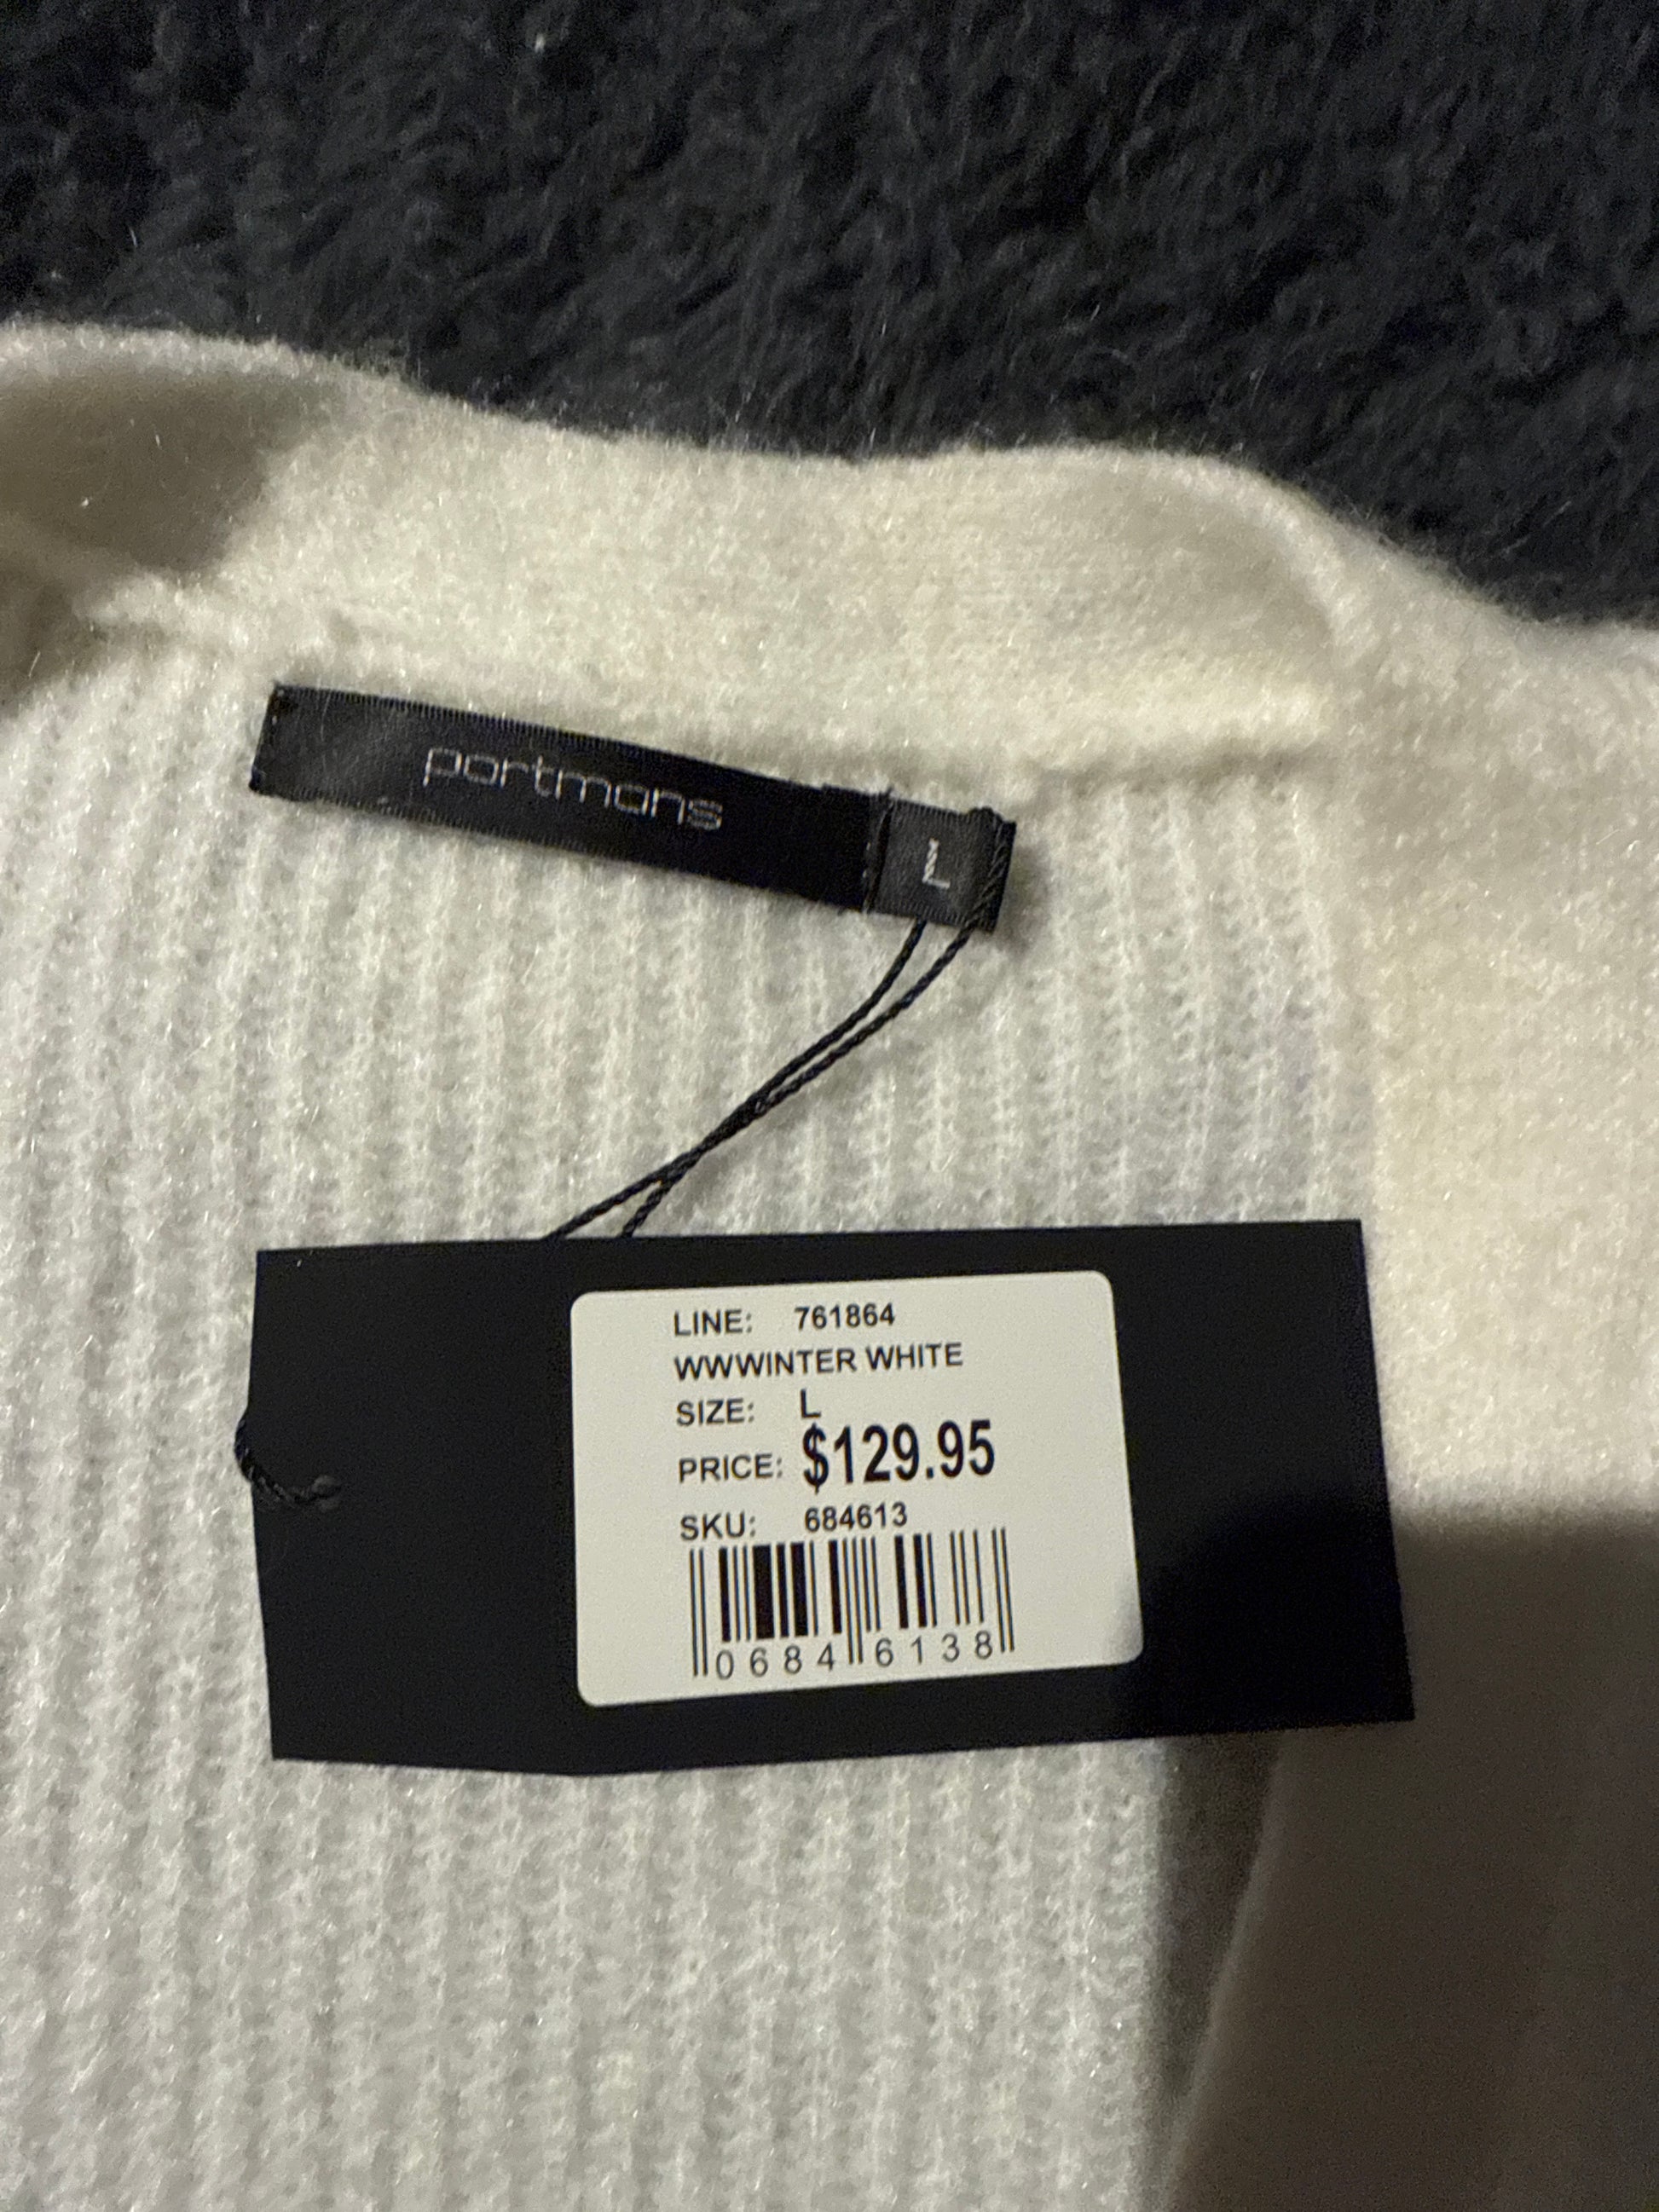 portmans
L
LINE: 761864
WWWINTER WHITE
SIZE: L
PRICE: $129.95
SKU: 684613
0684 6138